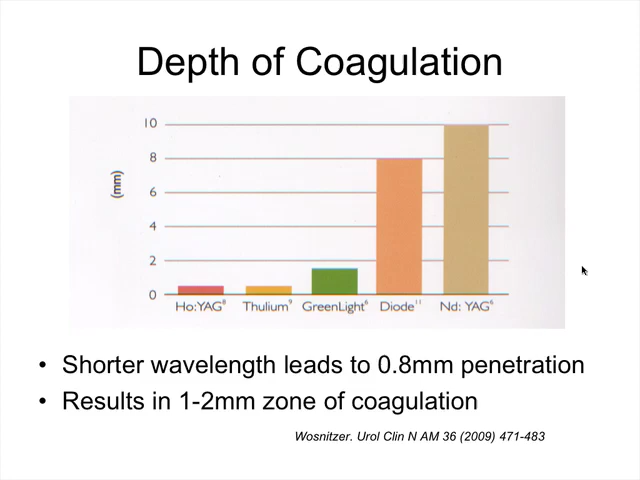 Depth of Coagulation
(mm)
10
8
6
4
2
0
Ho:YAG⁸ Thulium⁹ GreenLight⁶ Diode¹¹ Nd: YAG⁶
• Shorter wavelength leads to 0.8mm penetration
• Results in 1-2mm zone of coagulation
Wosnitzer. Urol Clin N AM 36 (2009) 471-483